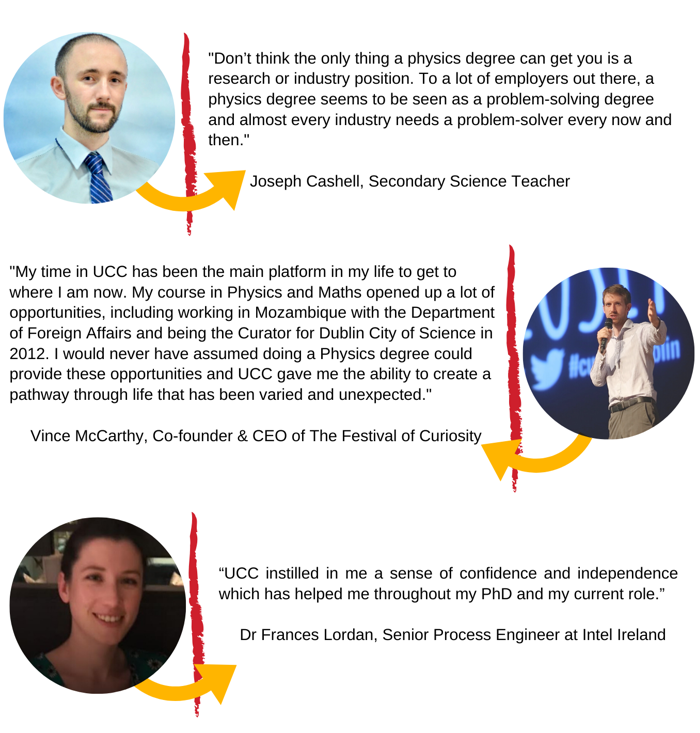 "Don’t think the only thing a physics degree can get you is a
research or industry position. To a lot of employers out there, a
physics degree seems to be seen as a problem-solving degree
and almost every industry needs a problem-solver every now and
then."
Joseph Cashell, Secondary Science Teacher
"My time in UCC has been the main platform in my life to get to
where I am now. My course in Physics and Maths opened up a lot of
opportunities, including working in Mozambique with the Department
of Foreign Affairs and being the Curator for Dublin City of Science in
2012. I would never have assumed doing a Physics degree could
provide these opportunities and UCC gave me the ability to create a
pathway through life that has been varied and unexpected."
Vince McCarthy, Co-founder & CEO of The Festival of Curiosity
“UCC instilled in me a sense of confidence and independence
which has helped me throughout my PhD and my current role.”
Dr Frances Lordan, Senior Process Engineer at Intel Ireland